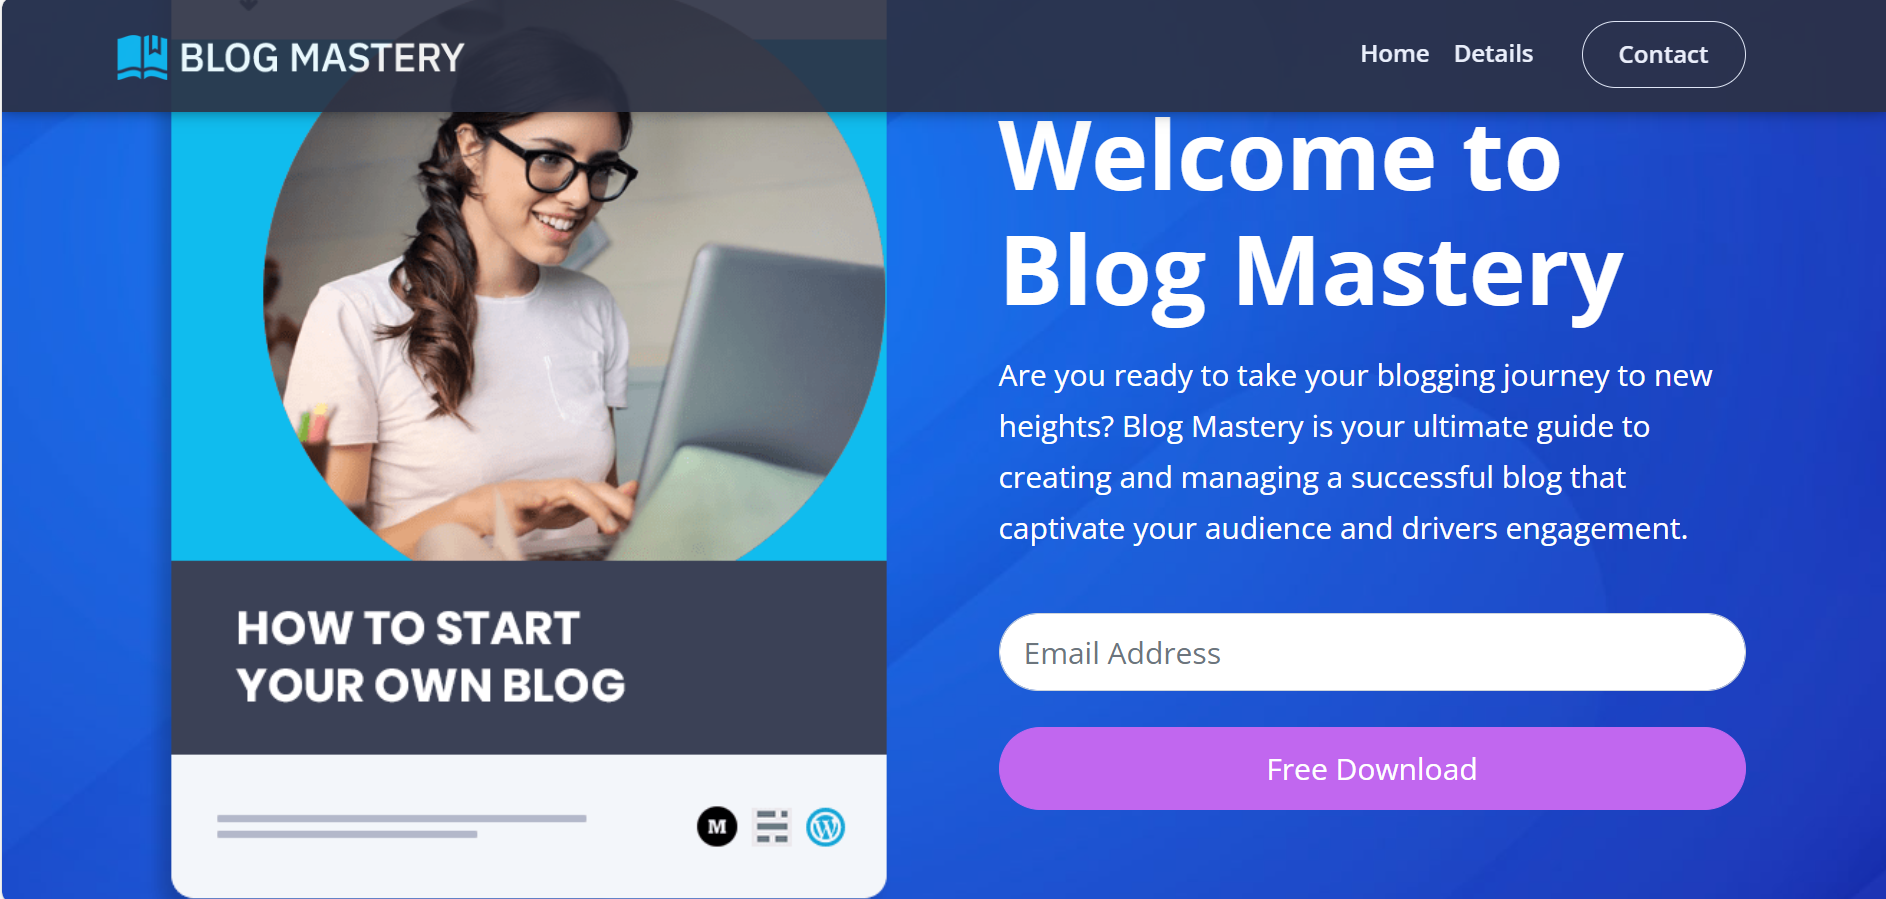 BLOG MASTERY
Home Details Contact
Welcome to
Blog Mastery
Are you ready to take your blogging journey to new
heights? Blog Mastery is your ultimate guide to
creating and managing a successful blog that
captivate your audience and drivers engagement.
Email Address
Free Download
HOW TO START
YOUR OWN BLOG
M
W